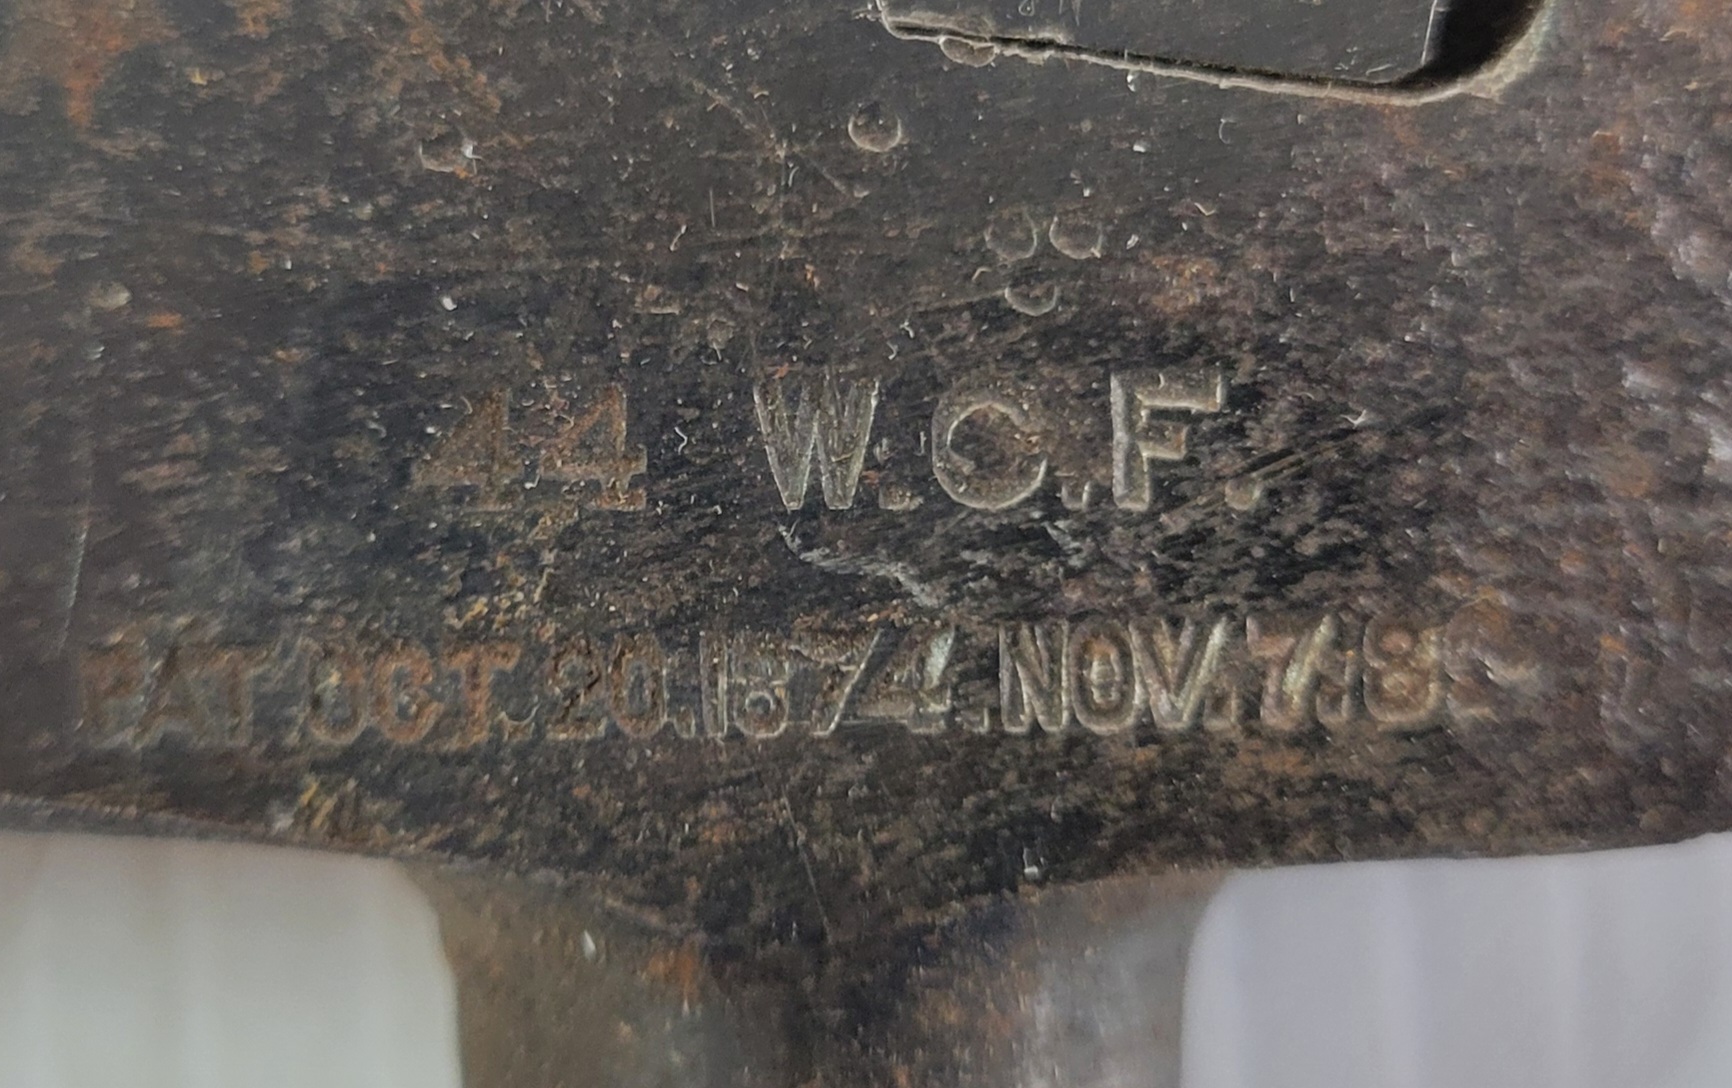 44 W.C.F.
PAT. OCT. 20. 1874. NOV. 7. 8